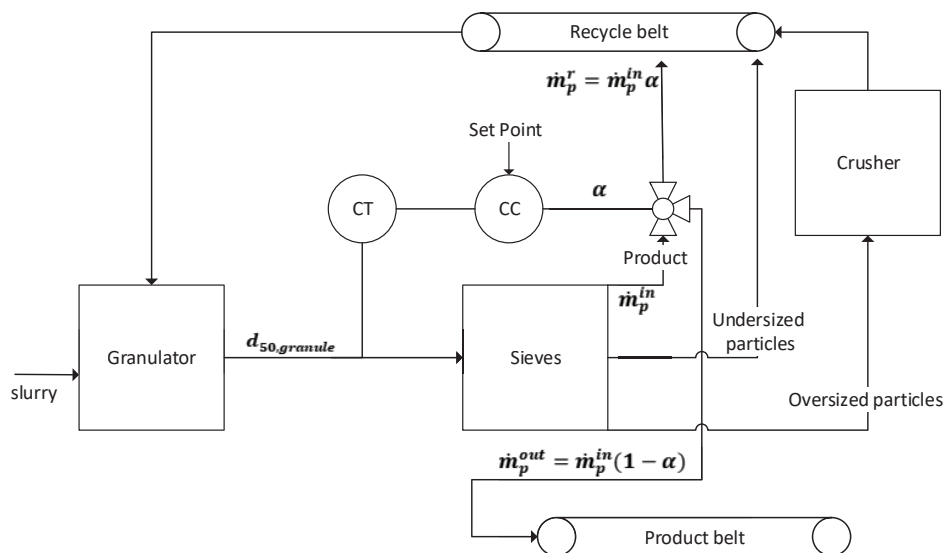 Recycle belt
ṁ_p^r = ṁ_p^in α
Set Point
Crusher
CT
CC
α
Product
ṁ_p^in
Granulator
d_50,granule
Sieves
Undersized
particles
slurry
Oversized particles
ṁ_p^out = ṁ_p^in (1 − α)
Product belt